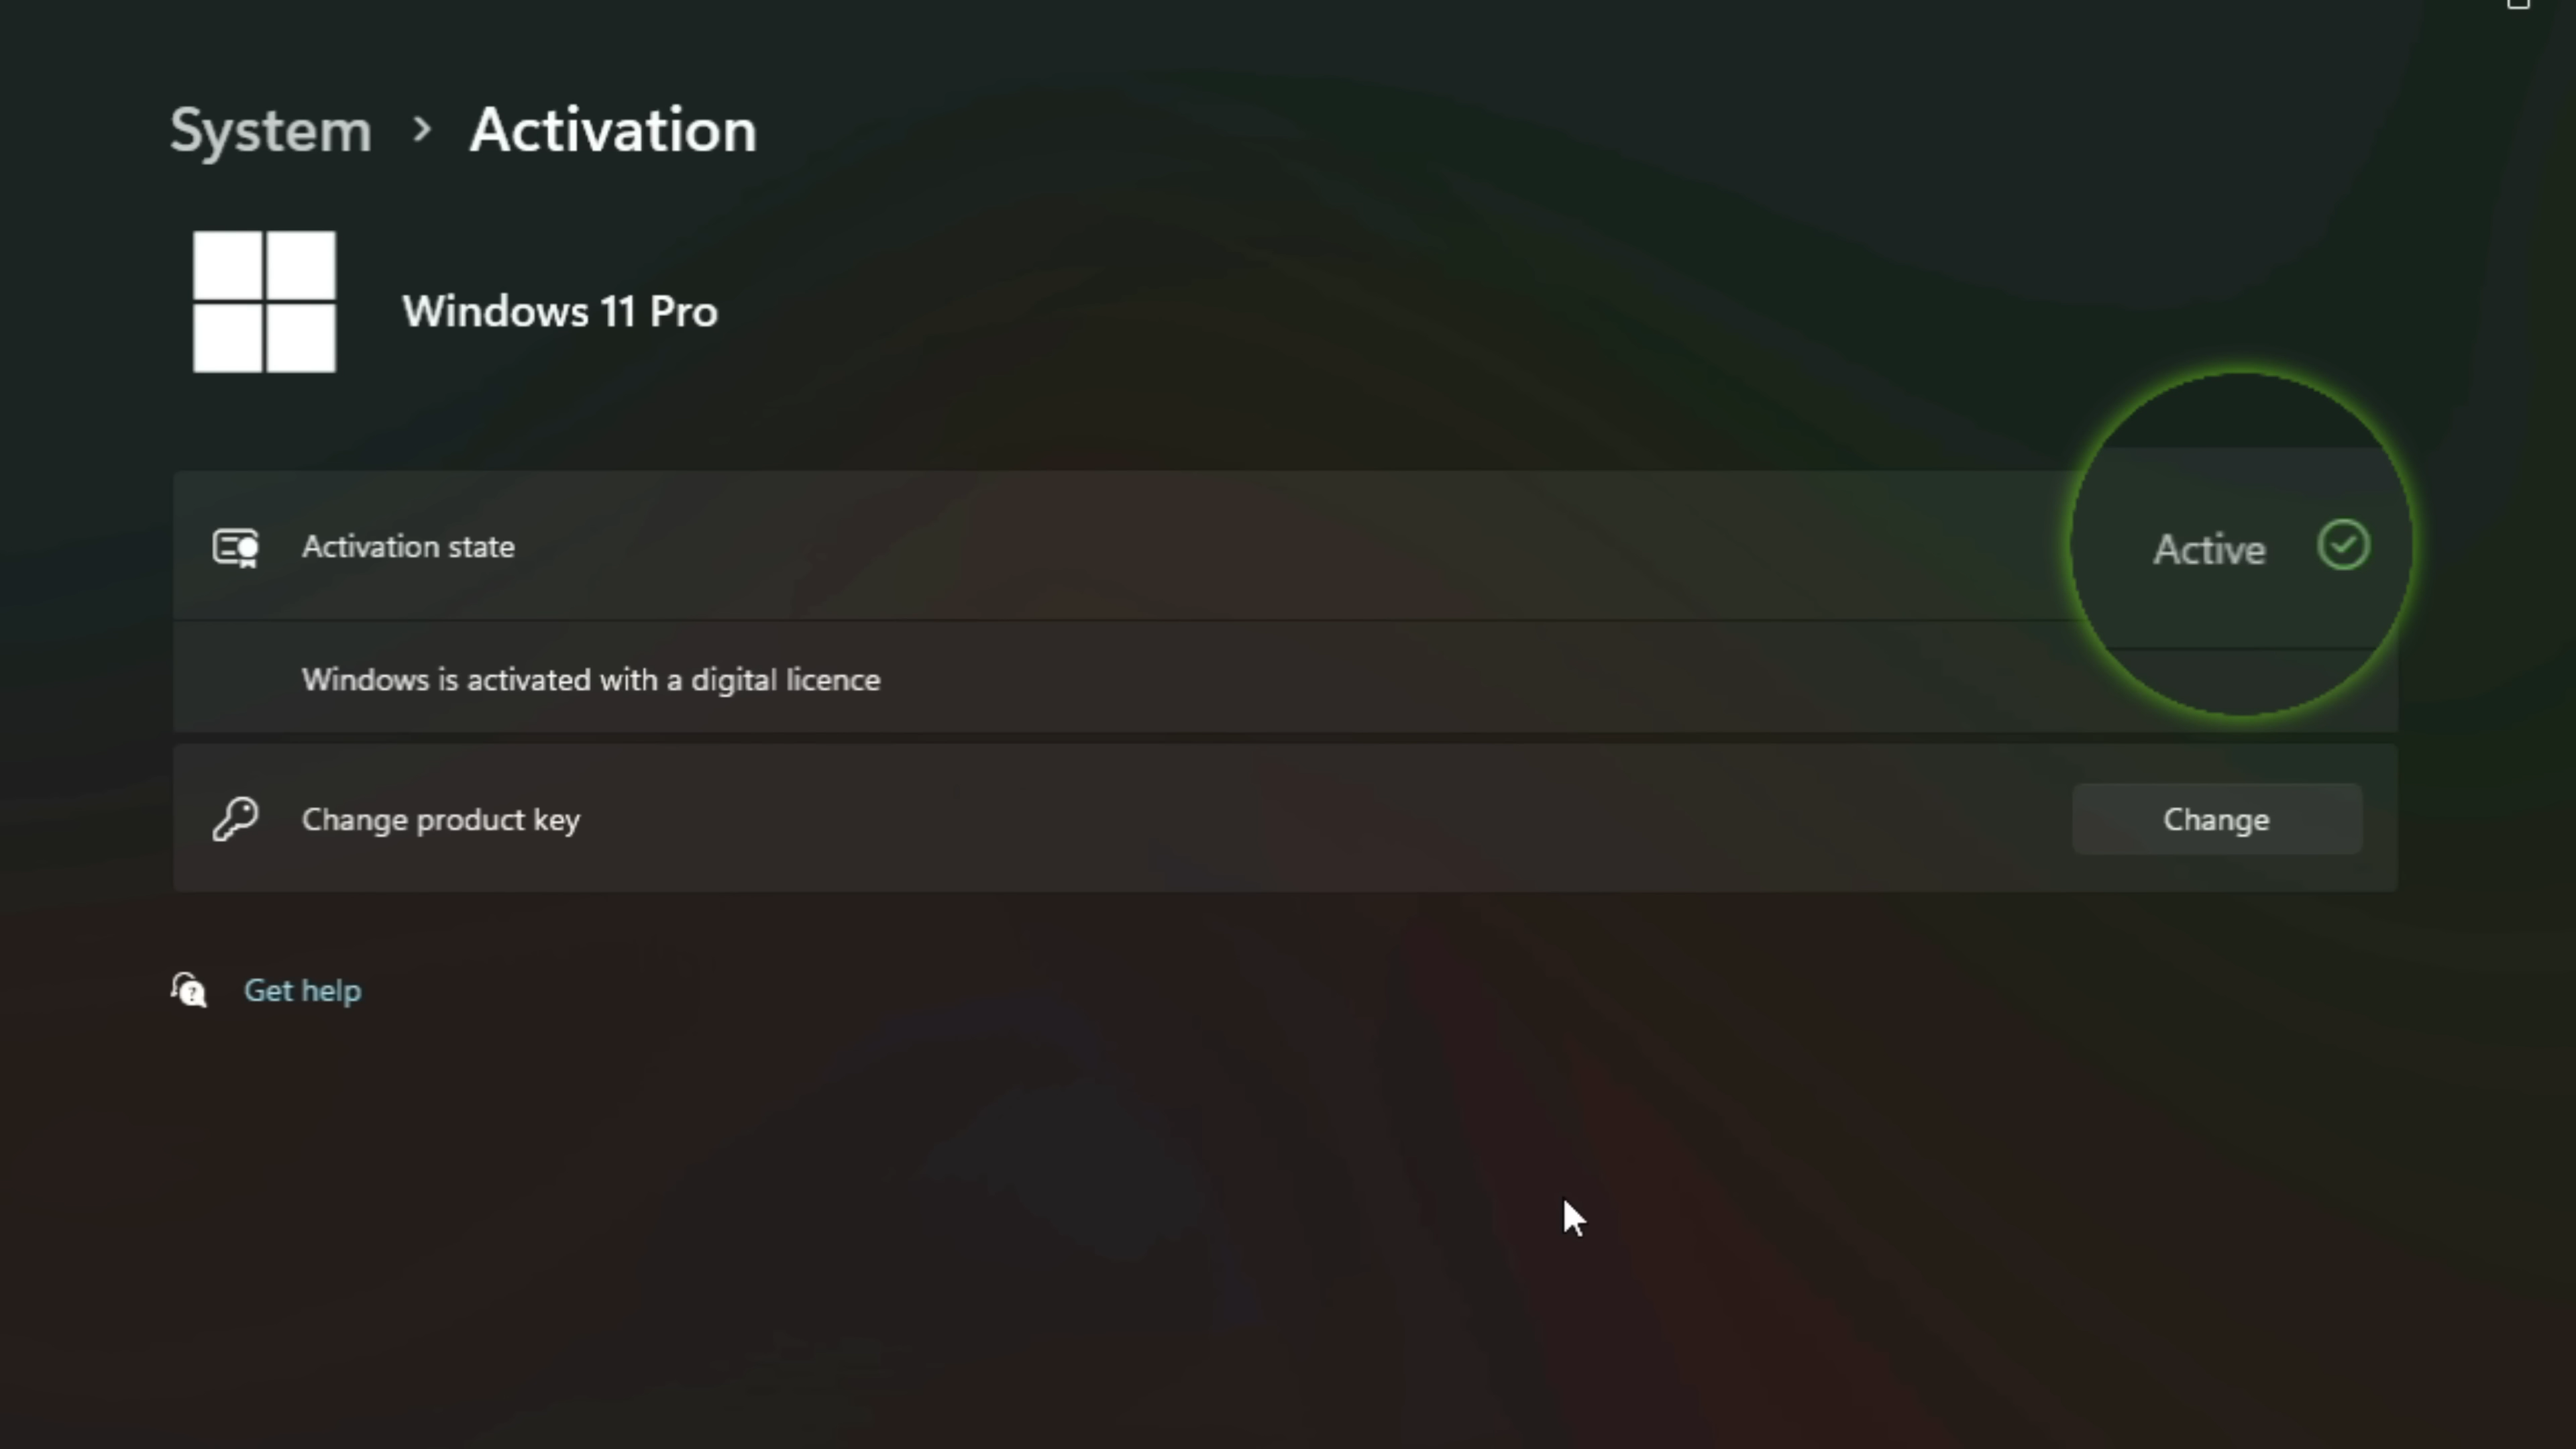 System > Activation
Windows 11 Pro
Activation state
Active
Windows is activated with a digital licence
Change product key
Change
Get help